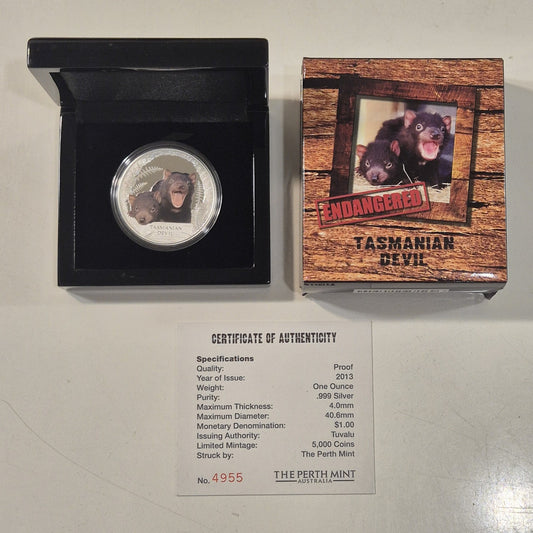 TASMANIAN
DEVIL
ENDANGERED
TASMANIAN
DEVIL
CERTIFICATE OF AUTHENTICITY
Specifications
Quality: Proof
Year of Issue: 2013
Weight: One Ounce
Purity: .999 Silver
Maximum Thickness: 4.0mm
Maximum Diameter: 40.6mm
Monetary Denomination: $1.00
Issuing Authority: Tuvalu
Limited Mintage: 5,000 Coins
Struck by: The Perth Mint
No. 4955
THE PERTH MINT
AUSTRALIA